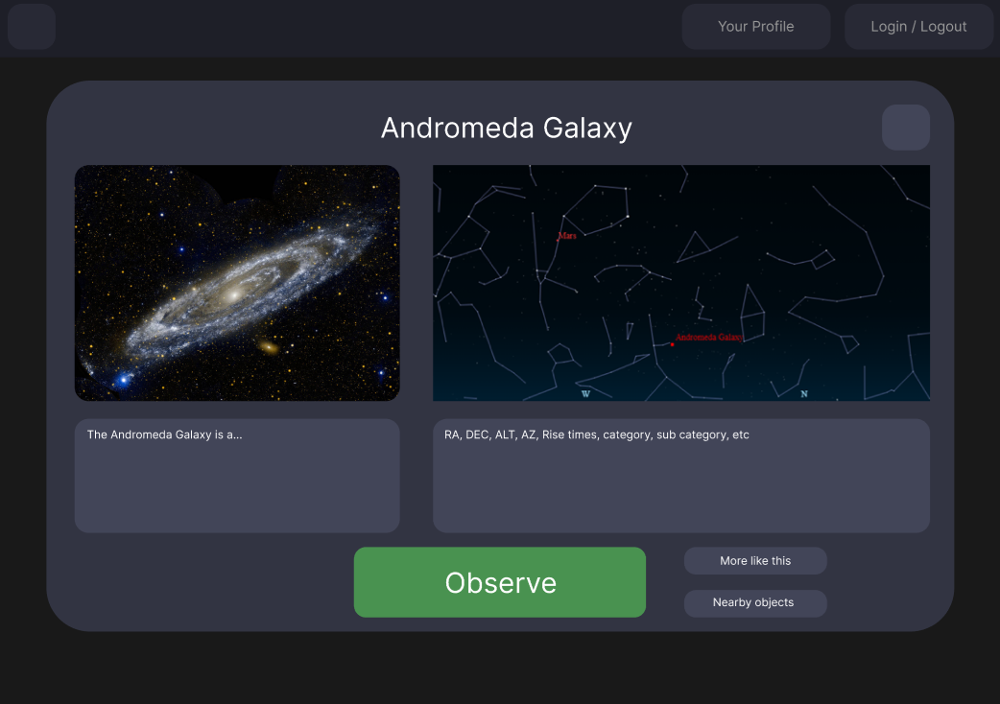 Your Profile
Login / Logout
Andromeda Galaxy
Mars
Andromeda Galaxy
W
N
The Andromeda Galaxy is a...
RA, DEC, ALT, AZ, Rise times, category, sub category, etc
Observe
More like this
Nearby objects